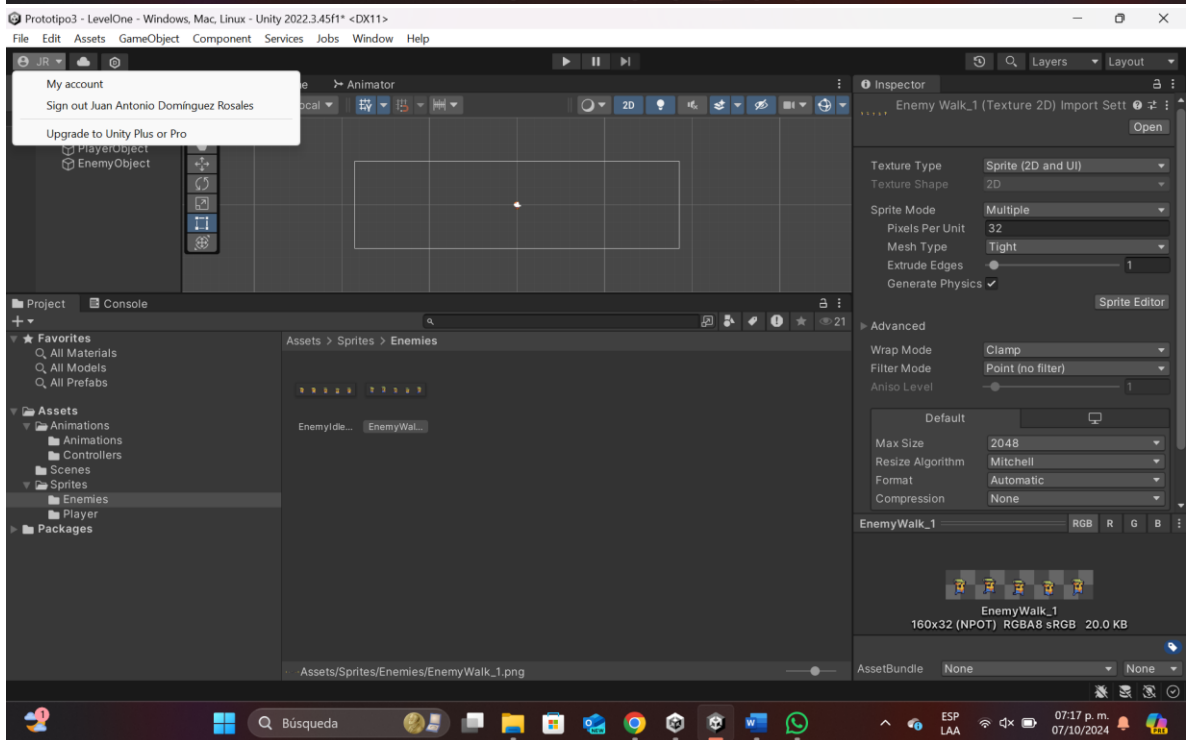 Prototipo3 - LevelOne - Windows, Mac, Linux - Unity 2022.3.45f1* <DX11>
File Edit Assets GameObject Component Services Jobs Window Help
JR Layers Layout
My account
Sign out Juan Antonio Domínguez Rosales
Upgrade to Unity Plus or Pro
Animator
2D
PlayerObject
EnemyObject
Inspector
Enemy Walk_1 (Texture 2D) Import Sett
Open
Texture Type Sprite (2D and UI)
Texture Shape 2D
Sprite Mode Multiple
Pixels Per Unit 32
Mesh Type Tight
Extrude Edges 1
Generate Physics
Sprite Editor
Advanced
Wrap Mode Clamp
Filter Mode Point (no filter)
Aniso Level 1
Default
Max Size 2048
Resize Algorithm Mitchell
Format Automatic
Compression None
Project Console
21
Favorites
All Materials
All Models
All Prefabs
Assets
Animations
Animations
Controllers
Scenes
Sprites
Enemies
Player
Packages
Assets > Sprites > Enemies
EnemyIdle... EnemyWal...
Assets/Sprites/Enemies/EnemyWalk_1.png
EnemyWalk_1 RGB R G B
EnemyWalk_1
160x32 (NPOT) RGBA8 sRGB 20.0 KB
AssetBundle None None
Búsqueda
ESP
LAA
07:17 p. m.
07/10/2024